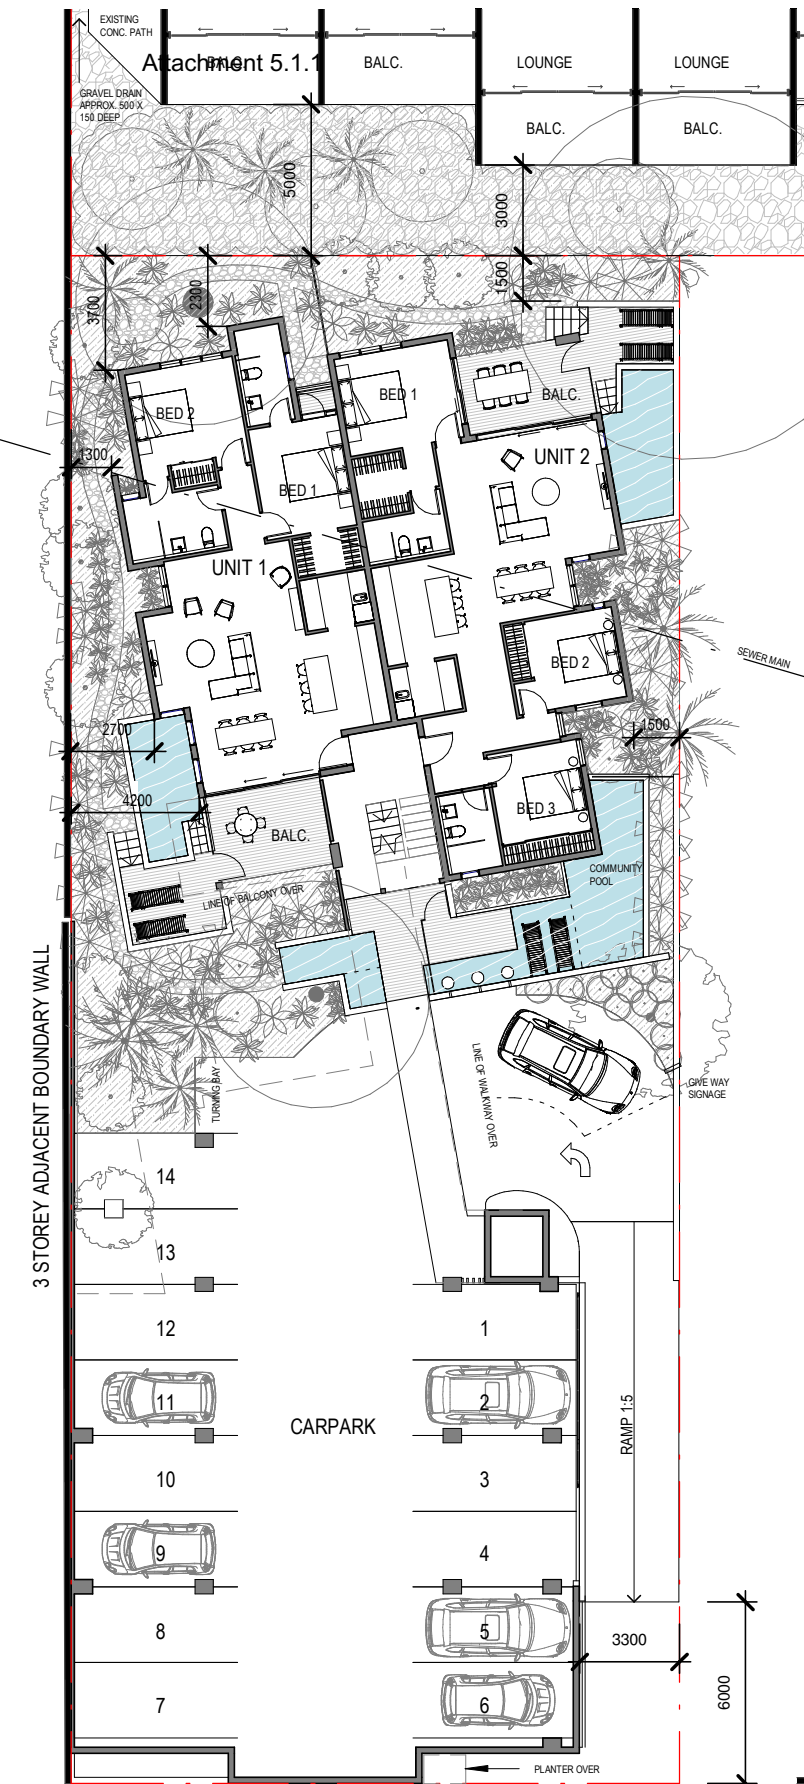 EXISTING
CONC. PATH
Attachment 5.1.1
BALC.
BALC.
LOUNGE
LOUNGE
GRAVEL DRAIN
APPROX. 500 X
150 DEEP
BALC.
BALC.
5000
3000
3700
2300
1500
BED 2
BED 1
BALC.
1300
BED 1
UNIT 2
UNIT 1
BED 2
SEWER MAIN
2700
1500
4200
BED 3
BALC.
COMMUNITY
POOL
LINE OF BALCONY OVER
3 STOREY ADJACENT BOUNDARY WALL
TURNING BAY
LINE OF WALKWAY OVER
GIVE WAY
SIGNAGE
14
13
12
1
11
2
CARPARK
RAMP 1:5
10
3
9
4
8
5
3300
7
6
6000
PLANTER OVER